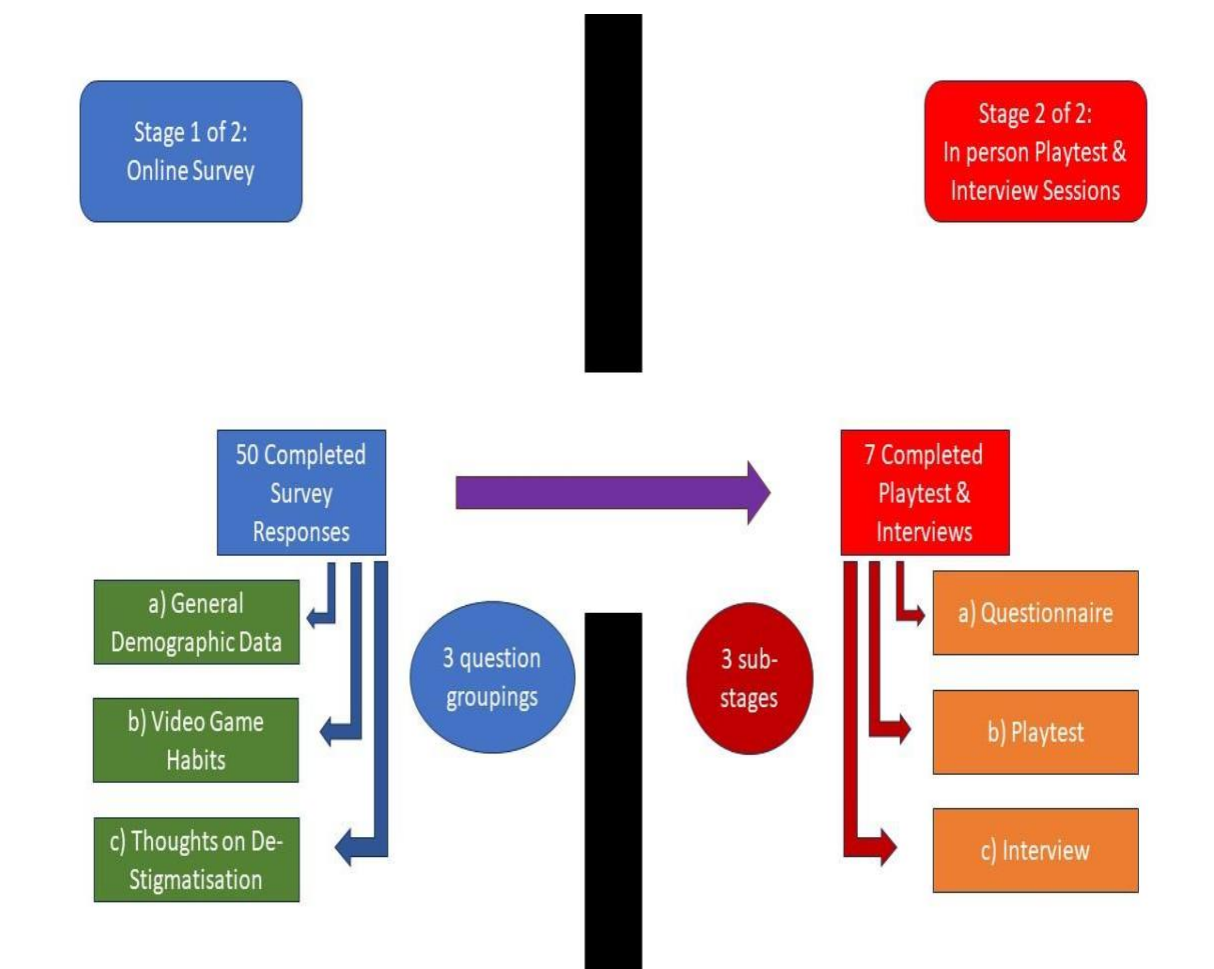 Stage 1 of 2:
Online Survey
Stage 2 of 2:
In person Playtest &
Interview Sessions
50 Completed
Survey
Responses
7 Completed
Playtest &
Interviews
a) General
Demographic Data
b) Video Game
Habits
c) Thoughts on De-
Stigmatisation
3 question
groupings
3 sub-
stages
a) Questionnaire
b) Playtest
c) Interview